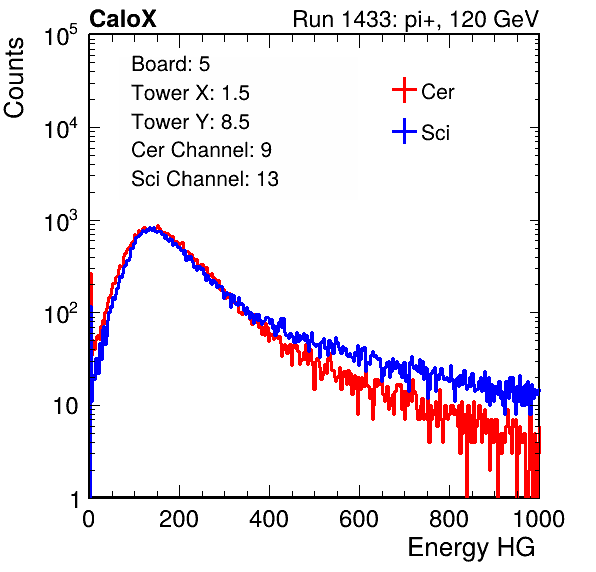 CaloX Run 1433: pi+, 120 GeV
Counts
Board: 5
Tower X: 1.5
Tower Y: 8.5
Cer Channel: 9
Sci Channel: 13
Cer
Sci
10^5
10^4
10^3
10^2
10
1
0 200 400 600 800 1000
Energy HG